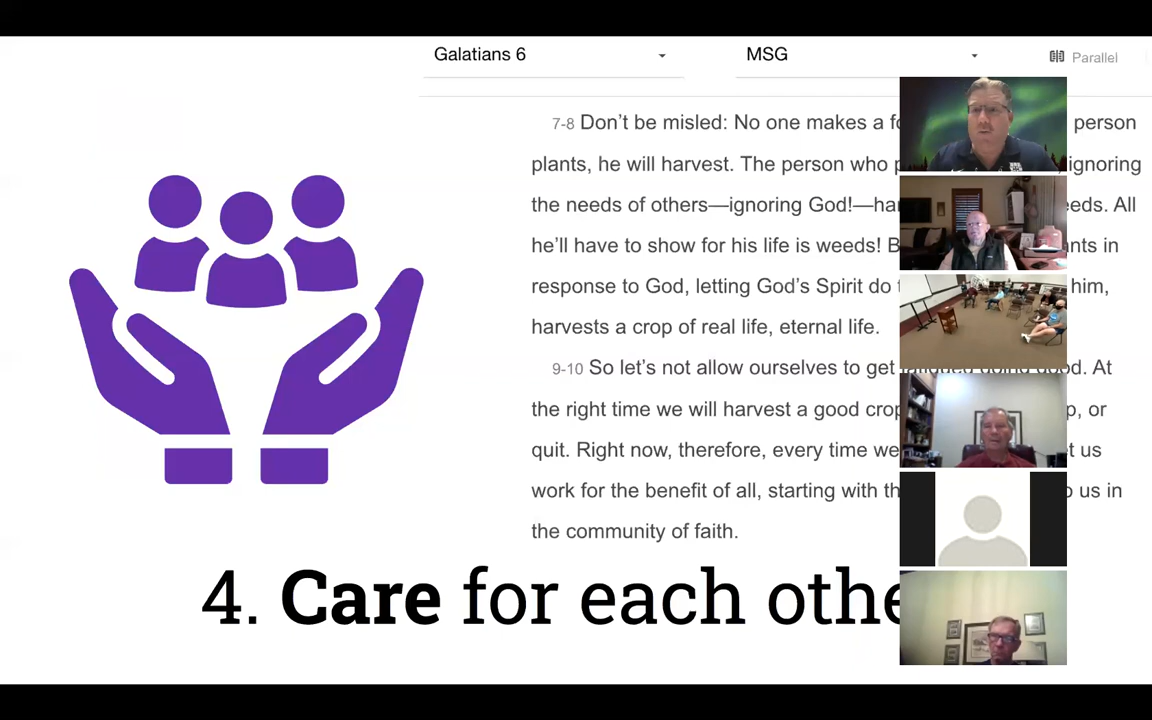 Galatians 6
MSG
Parallel
7-8 Don't be misled: No one makes a person
plants, he will harvest. The person who ignoring
the needs of others—ignoring God!— All
he'll have to show for his life is weeds! in
response to God, letting God's Spirit do him,
harvests a crop of real life, eternal life.
9-10 So let's not allow ourselves to get fatigued doing good. At
the right time we will harvest a good crop or
quit. Right now, therefore, every time we us
work for the benefit of all, starting with us in
the community of faith.
4. Care for each